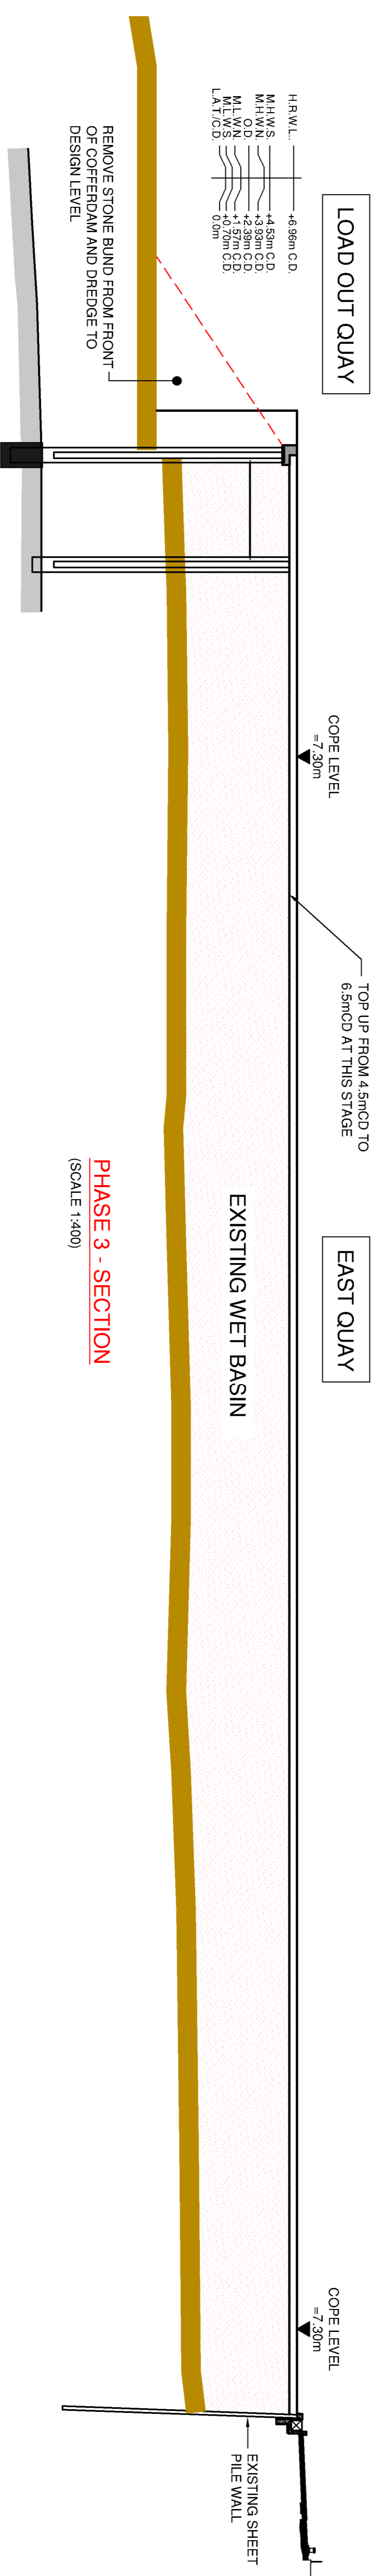 LOAD OUT QUAY
EAST QUAY
H.R.W.L. +6.96m C.D.
M.H.W.S. +4.53m C.D.
M.H.W.N. +3.93m C.D.
O.D. +2.39m C.D.
M.L.W.N. +1.57m C.D.
M.L.W.S. +0.70m C.D.
L.A.T./C.D. 0.0m
REMOVE STONE BUND FROM FRONT
OF COFFERDAM AND DREDGE TO
DESIGN LEVEL
COPE LEVEL
=7.30m
TOP UP FROM 4.5mCD TO
6.5mCD AT THIS STAGE
EXISTING WET BASIN
COPE LEVEL
=7.30m
EXISTING SHEET
PILE WALL
PHASE 3 - SECTION
(SCALE 1:400)